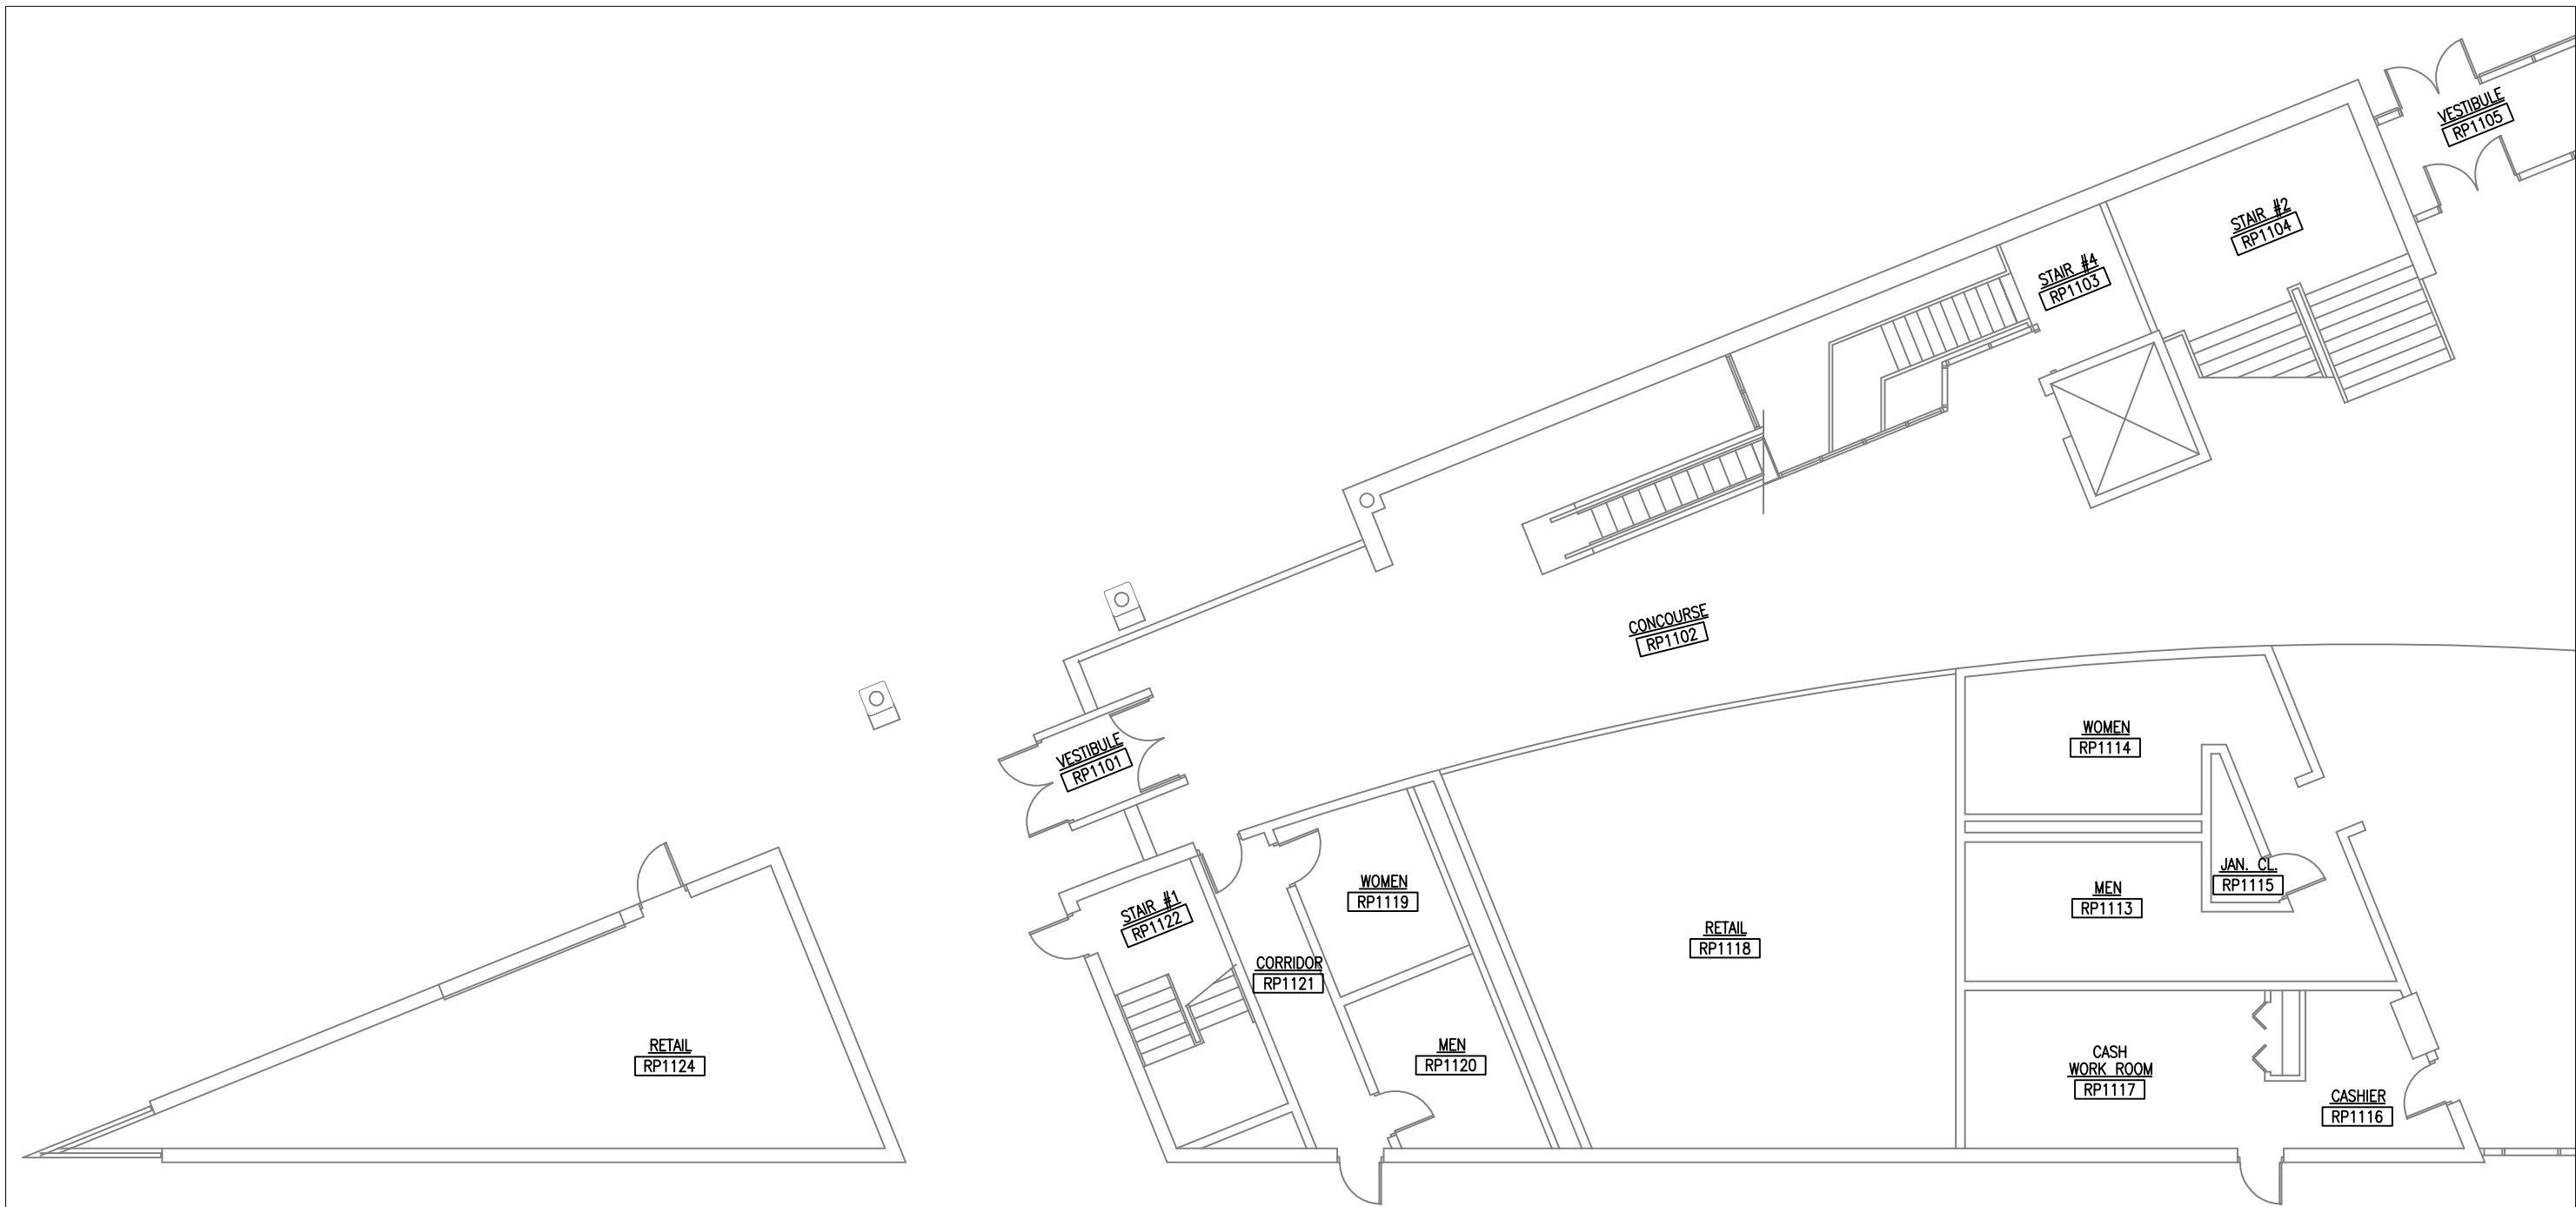 VESTIBULE
RP1105
STAIR #2
RP1104
STAIR #4
RP1103
CONCOURSE
RP1102
VESTIBULE
RP1101
WOMEN
RP1114
JAN. CL.
RP1115
MEN
RP1113
WOMEN
RP1119
STAIR #1
RP1122
RETAIL
RP1118
CORRIDOR
RP1121
RETAIL
RP1124
MEN
RP1120
CASH
WORK ROOM
RP1117
CASHIER
RP1116